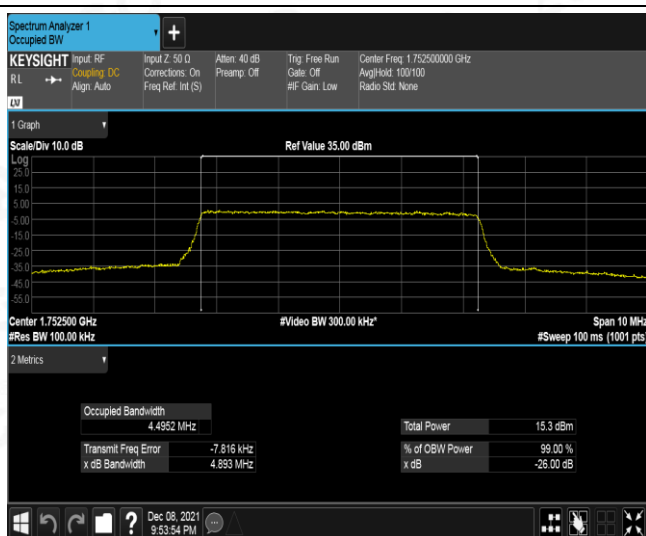 Spectrum Analyzer 1
Occupied BW
+
KEYSIGHT Input: RF Input Z: 50 Ω Atten: 40 dB Trig: Free Run Center Freq: 1.752500000 GHz
RL Coupling: DC Corrections: On Preamp: Off Gate: Off Avg|Hold: 100/100
Align: Auto Freq Ref: Int (S) #IF Gain: Low Radio Std: None
LXI
1 Graph
Scale/Div 10.0 dB Ref Value 35.00 dBm
Log
25.0
15.0
5.00
-5.00
-15.0
-25.0
-35.0
-45.0
-55.0
Center 1.752500 GHz #Video BW 300.00 kHz* Span 10 MHz
#Res BW 100.00 kHz #Sweep 100 ms (1001 pts)
2 Metrics
Occupied Bandwidth
4.4952 MHz Total Power 15.3 dBm
Transmit Freq Error -7.816 kHz % of OBW Power 99.00 %
x dB Bandwidth 4.893 MHz x dB -26.00 dB
? Dec 08, 2021
9:53:54 PM